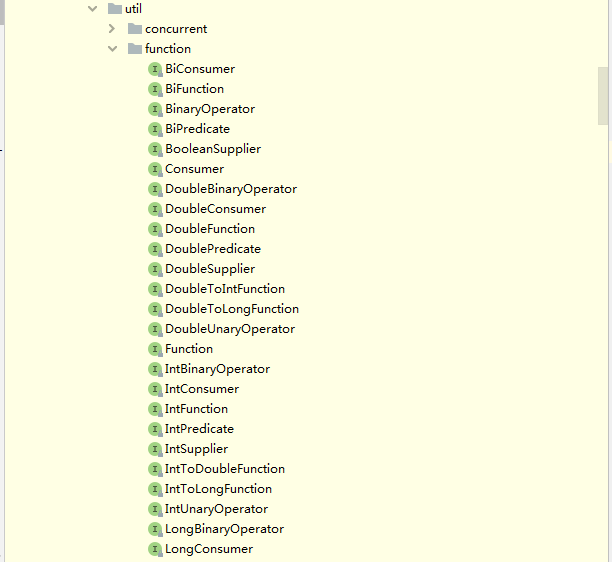 util
concurrent
function
BiConsumer
BiFunction
BinaryOperator
BiPredicate
BooleanSupplier
Consumer
DoubleBinaryOperator
DoubleConsumer
DoubleFunction
DoublePredicate
DoubleSupplier
DoubleToIntFunction
DoubleToLongFunction
DoubleUnaryOperator
Function
IntBinaryOperator
IntConsumer
IntFunction
IntPredicate
IntSupplier
IntToDoubleFunction
IntToLongFunction
IntUnaryOperator
LongBinaryOperator
LongConsumer